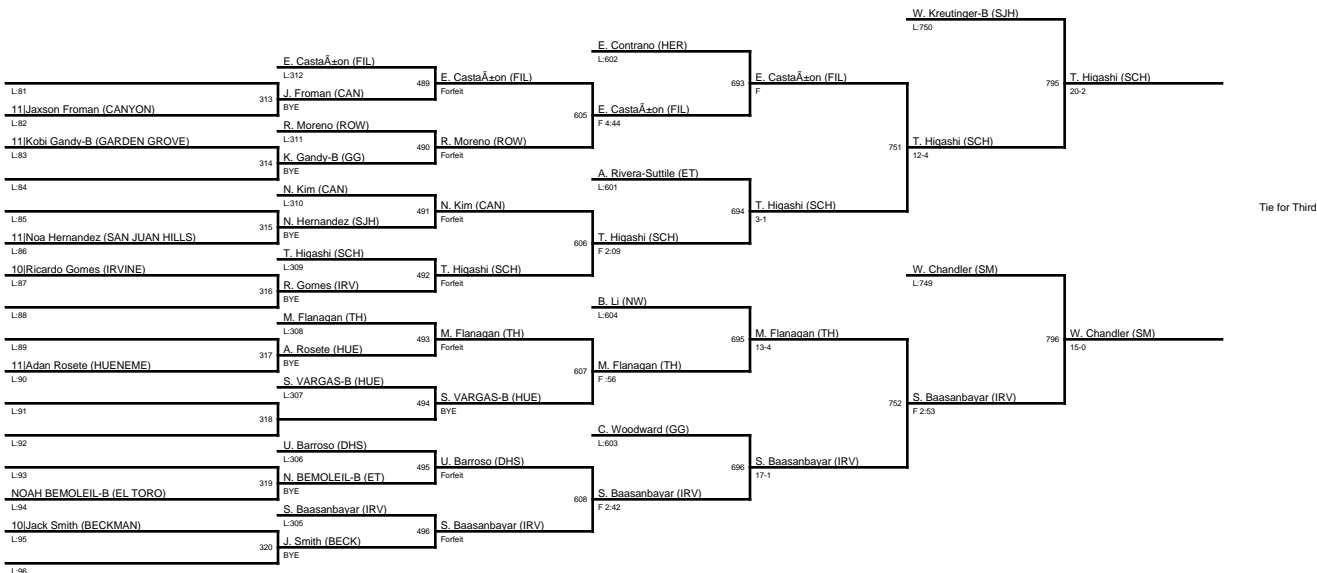 W. Kreutinger-B (SJH)
L:750
E. Contrano (HER)
L:602
E. CastaÃ±on (FIL)
L:312
E. CastaÃ±on (FIL)
Forfeit
E. CastaÃ±on (FIL)
F
T. Higashi (SCH)
20-2
489
693
795
L:81
313
J. Froman (CAN)
BYE
11|Jaxson Froman (CANYON)
L:82
605
E. CastaÃ±on (FIL)
F 4:44
R. Moreno (ROW)
L:311
11|Kobi Gandy-B (GARDEN GROVE)
L:83
490
R. Moreno (ROW)
Forfeit
751
T. Higashi (SCH)
12-4
314
K. Gandy-B (GG)
BYE
L:84
A. Rivera-Suttile (ET)
L:601
N. Kim (CAN)
L:310
L:85
491
N. Kim (CAN)
Forfeit
694
T. Higashi (SCH)
3-1
Tie for Third
315
N. Hernandez (SJH)
BYE
11|Noa Hernandez (SAN JUAN HILLS)
L:86
606
T. Higashi (SCH)
F 2:09
T. Higashi (SCH)
L:309
10|Ricardo Gomes (IRVINE)
L:87
492
T. Higashi (SCH)
Forfeit
W. Chandler (SM)
L:749
316
R. Gomes (IRV)
BYE
L:88
B. Li (NW)
L:604
M. Flanagan (TH)
L:308
L:89
493
M. Flanagan (TH)
Forfeit
695
M. Flanagan (TH)
13-4
796
W. Chandler (SM)
15-0
317
A. Rosete (HUE)
BYE
11|Adan Rosete (HUENEME)
L:90
607
M. Flanagan (TH)
F :56
S. VARGAS-B (HUE)
L:307
L:91
494
S. VARGAS-B (HUE)
BYE
752
S. Baasanbayar (IRV)
F 2:53
318
L:92
C. Woodward (GG)
L:603
U. Barroso (DHS)
L:306
L:93
495
U. Barroso (DHS)
Forfeit
696
S. Baasanbayar (IRV)
17-1
319
N. BEMOLEIL-B (ET)
BYE
NOAH BEMOLEIL-B (EL TORO)
L:94
608
S. Baasanbayar (IRV)
F 2:42
S. Baasanbayar (IRV)
L:305
10|Jack Smith (BECKMAN)
L:95
496
S. Baasanbayar (IRV)
Forfeit
320
J. Smith (BECK)
BYE
L:96